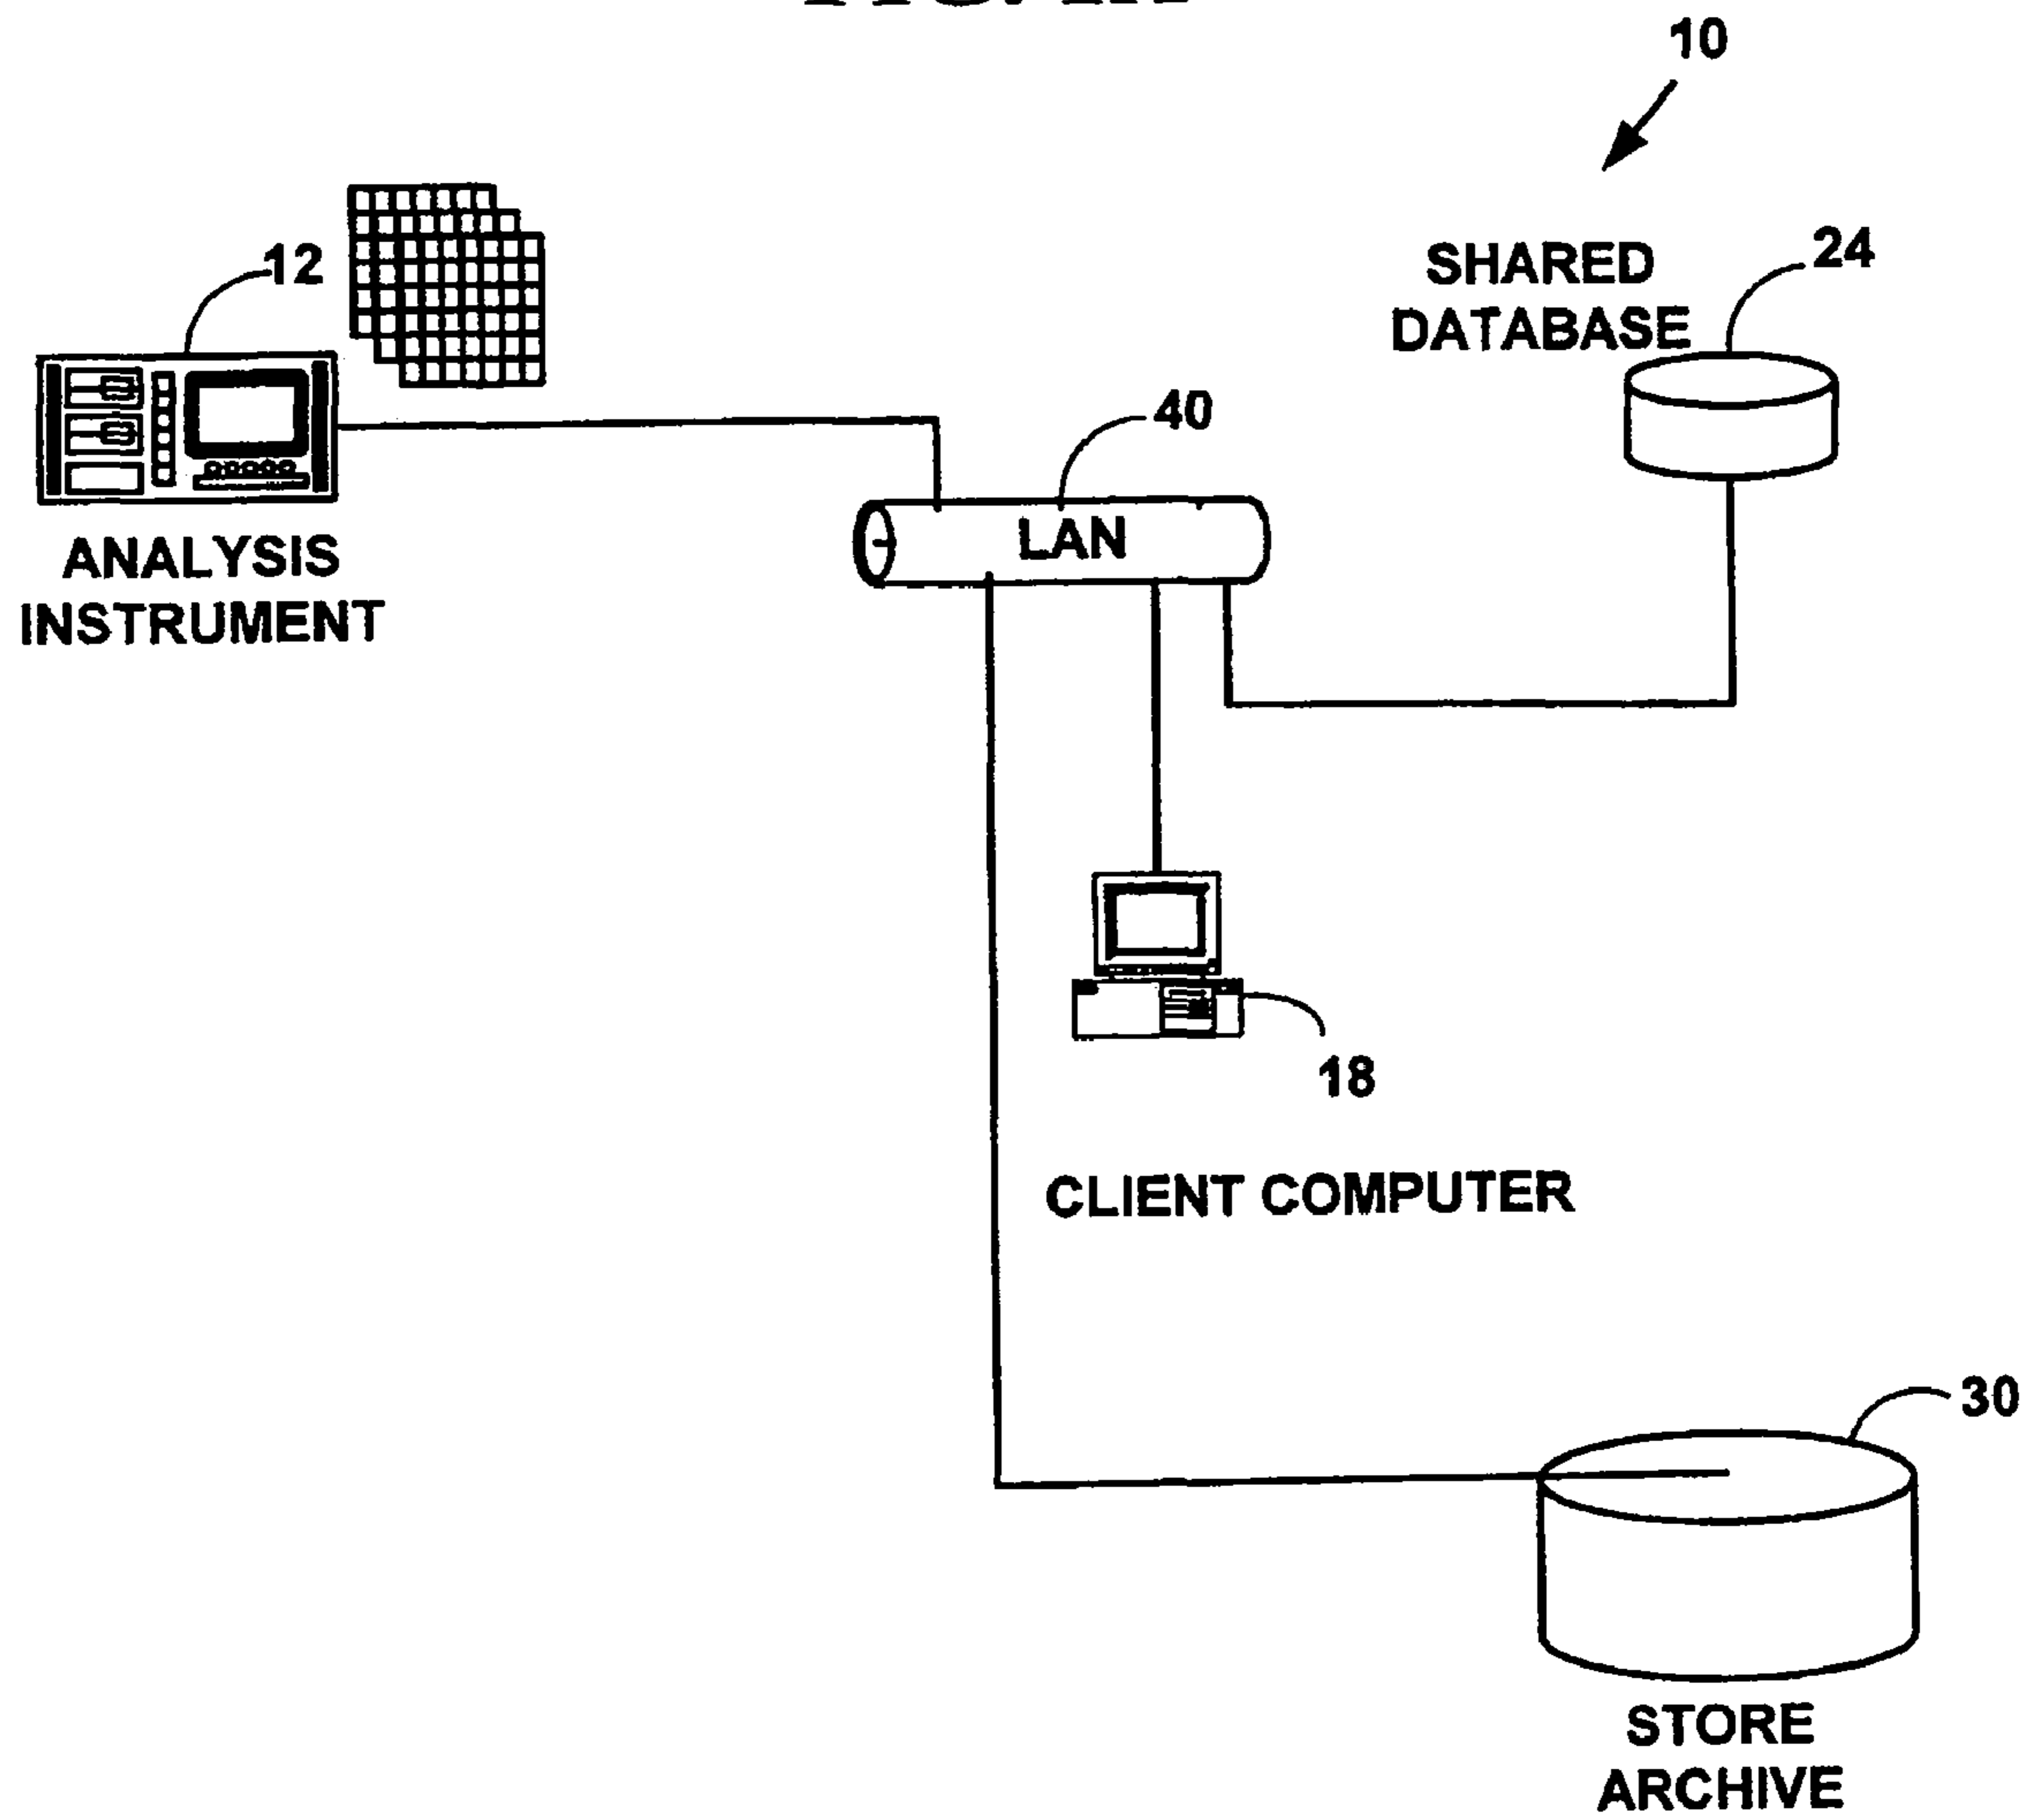 10
12
SHARED
DATABASE
24
40
LAN
ANALYSIS
INSTRUMENT
18
CLIENT COMPUTER
30
STORE
ARCHIVE